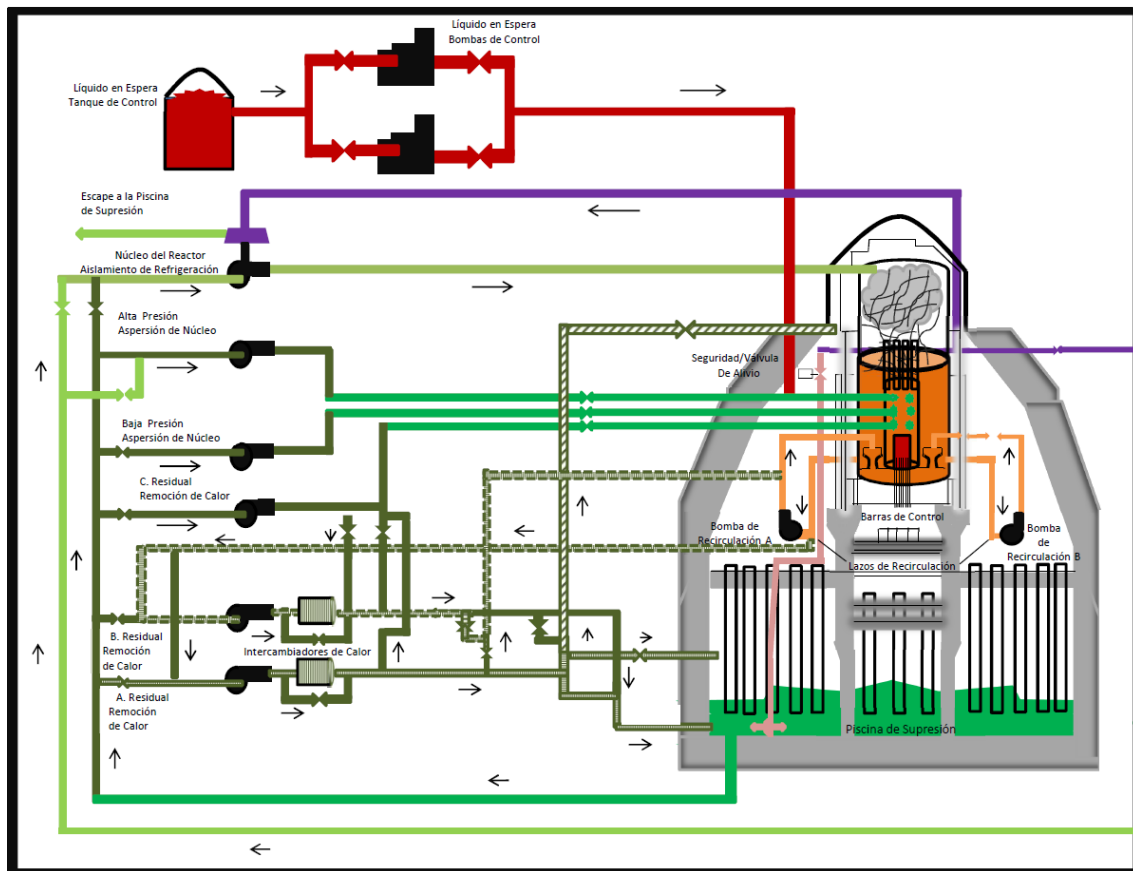 Líquido en Espera
Bombas de Control
Líquido en Espera
Tanque de Control
Escape a la Piscina
de Supresión
Núcleo del Reactor
Aislamiento de Refrigeración
Alta Presión
Aspersión de Núcleo
Seguridad/Válvula
De Alivio
Baja Presión
Aspersión de Núcleo
C. Residual
Remoción de Calor
Barras de Control
Bomba de
Recirculación A
Bomba
de
Recirculación B
Lazos de Recirculación
B. Residual
Remoción
de Calor
Intercambiadores de Calor
A. Residual
Remoción
de Calor
Piscina de Supresión